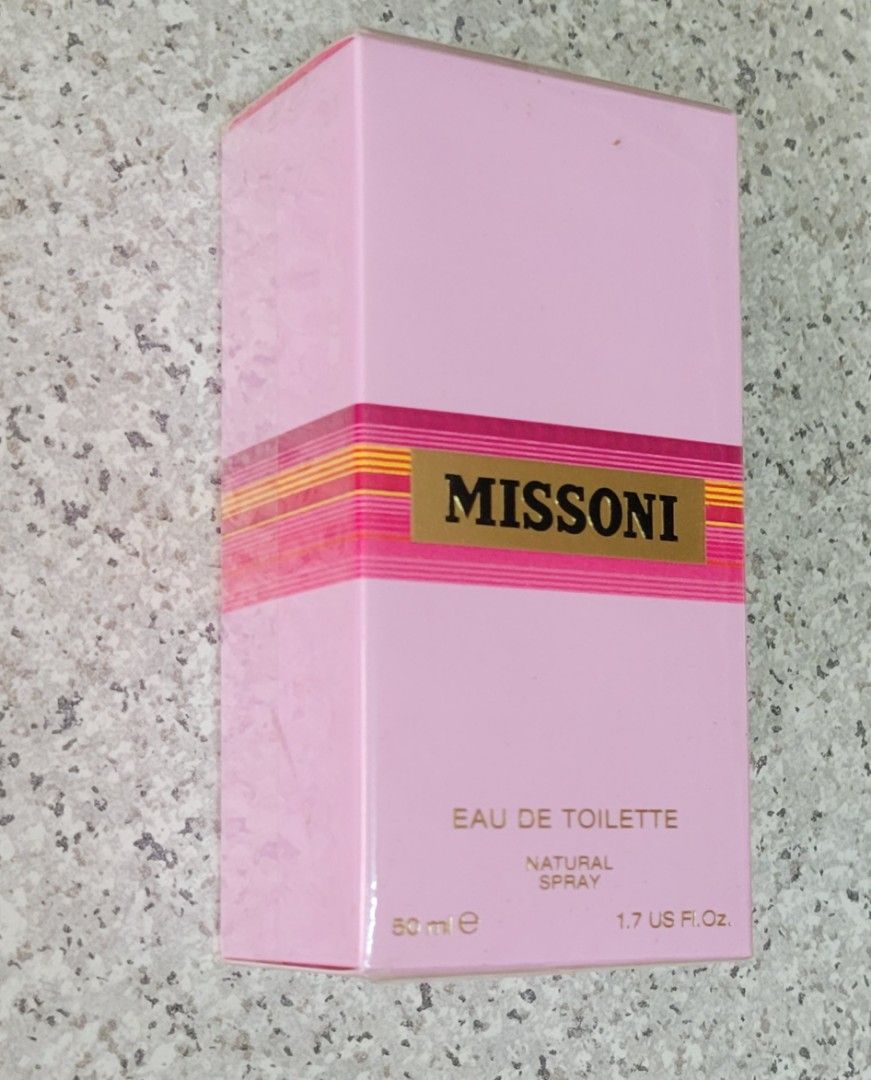 MISSONI
EAU DE TOILETTE
NATURAL
SPRAY
50 ml ℮
1.7 US Fl.Oz.